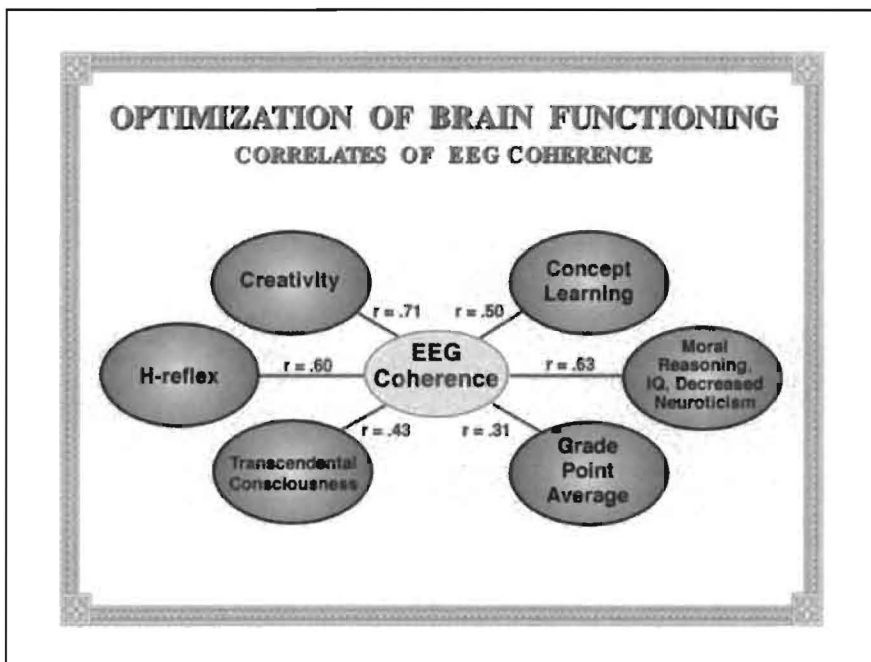 OPTIMIZATION OF BRAIN FUNCTIONING
CORRELATES OF EEG COHERENCE
Creativity
Concept
Learning
r = .71
r = .50
EEG
Coherence
H-reflex
r = .60
r = .53
Moral
Reasoning,
IQ, Decreased
Neuroticism
r = .43
r = .31
Transcendental
Consciousness
Grade
Point
Average